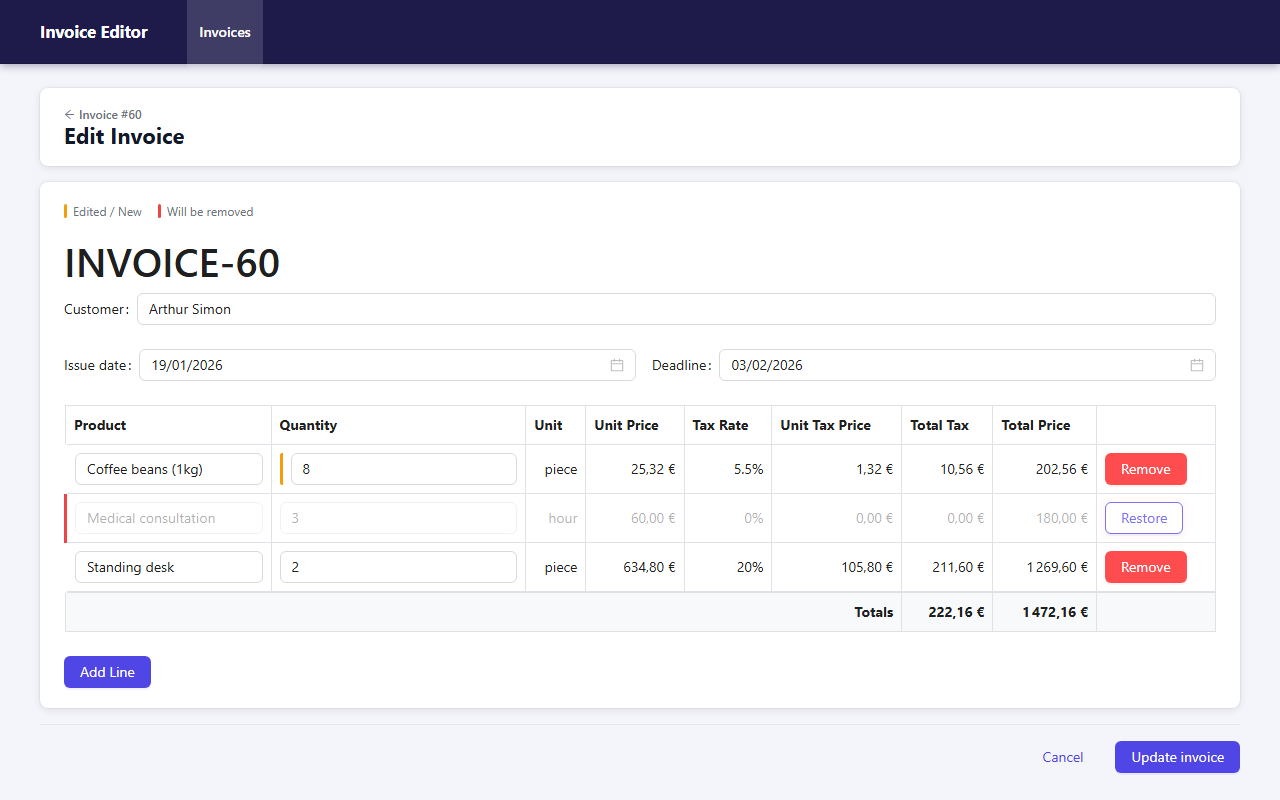 Invoice Editor Invoices
← Invoice #60
Edit Invoice
Edited / New Will be removed
INVOICE-60
Customer: Arthur Simon
Issue date: 19/01/2026 Deadline: 03/02/2026
Product Quantity Unit Unit Price Tax Rate Unit Tax Price Total Tax Total Price
Coffee beans (1kg) 8 piece 25,32 € 5.5% 1,32 € 10,56 € 202,56 € Remove
Medical consultation 3 hour 60,00 € 0% 0,00 € 0,00 € 180,00 € Restore
Standing desk 2 piece 634,80 € 20% 105,80 € 211,60 € 1 269,60 € Remove
Totals 222,16 € 1 472,16 €
Add Line
Cancel Update invoice